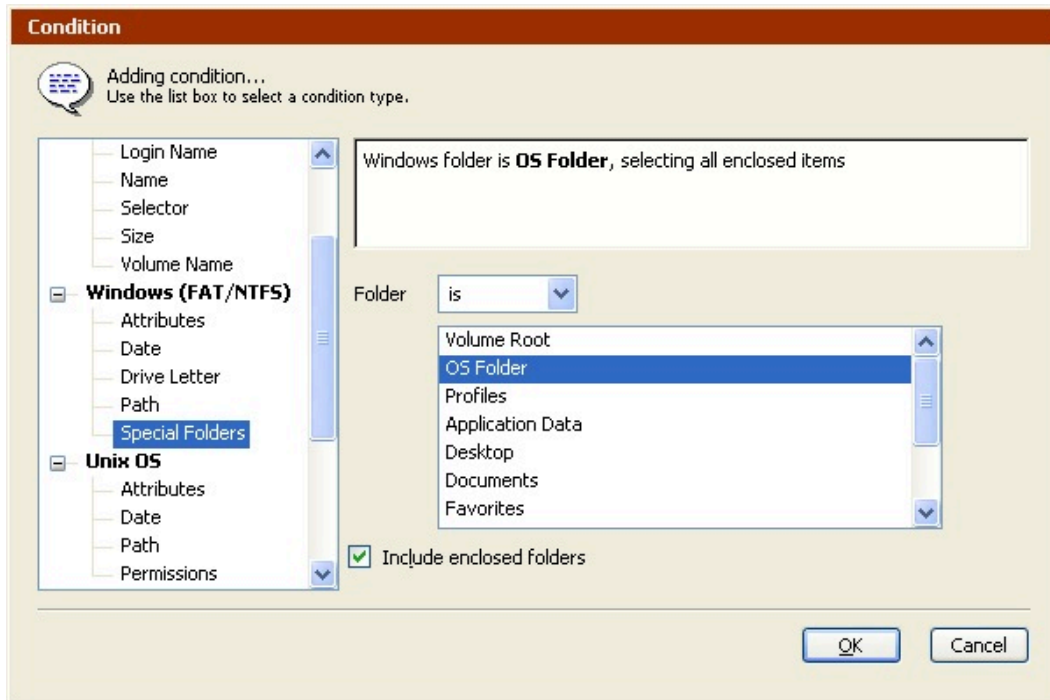 Condition
Adding condition...
Use the list box to select a condition type.
Login Name
Name
Selector
Size
Volume Name
Windows (FAT/NTFS)
Attributes
Date
Drive Letter
Path
Special Folders
Unix OS
Attributes
Date
Path
Permissions
Windows folder is OS Folder, selecting all enclosed items
Folder
is
Volume Root
OS Folder
Profiles
Application Data
Desktop
Documents
Favorites
Include enclosed folders
OK
Cancel